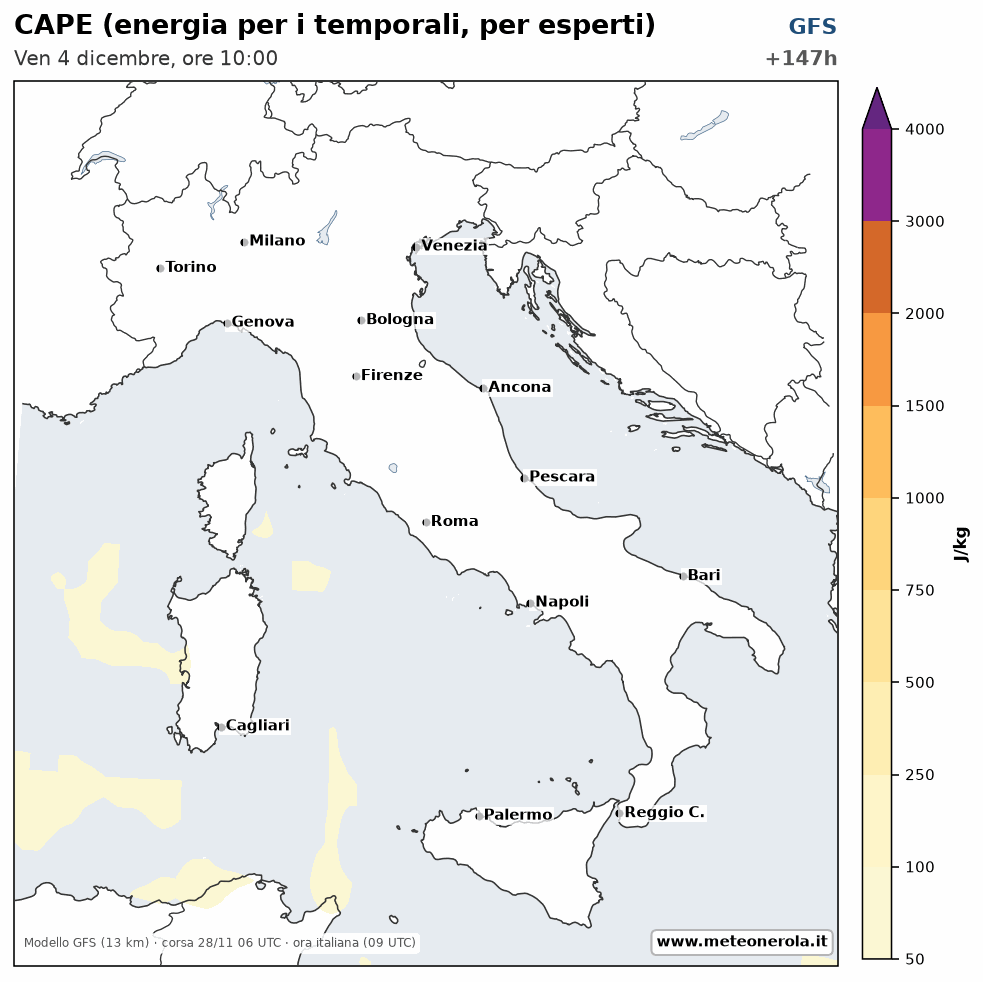 CAPE (energia per i temporali, per esperti)
GFS
Ven 4 dicembre, ore 10:00
+147h
4000
3000
2000
1500
1000
750
500
250
100
50
J/kg
Milano
Venezia
Torino
Genova
Bologna
Firenze
Ancona
Pescara
Roma
Bari
Napoli
Cagliari
Palermo
Reggio C.
Modello GFS (13 km) · corsa 28/11 06 UTC · ora italiana (09 UTC)
www.meteonerola.it